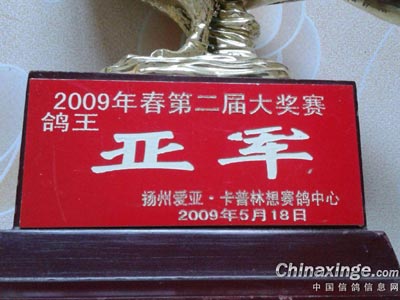 2009年春第二届大奖赛
鸽王
亚军
扬州爱亚·卡普林想赛鸽中心
2009年5月18日
Chinaxinge.com
中国信鸽信息网